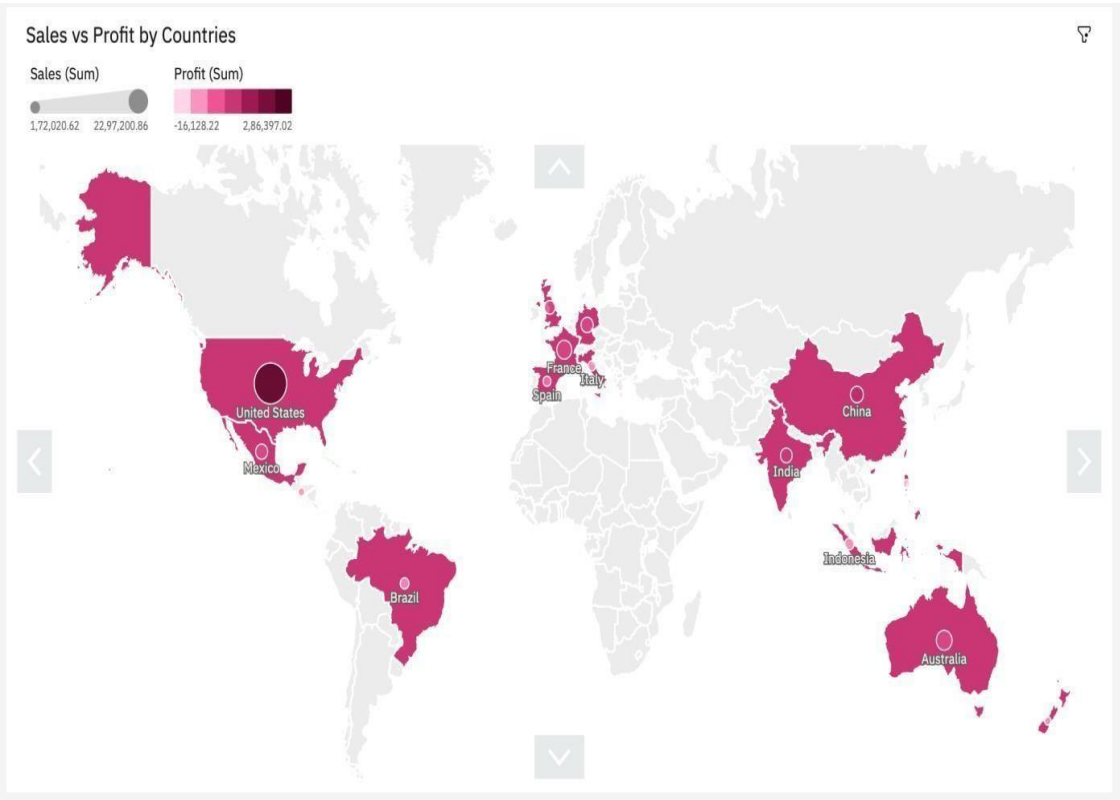 Sales vs Profit by Countries
Sales (Sum)
Profit (Sum)
1,72,020.62
22,97,200.86
-16,128.22
2,86,397.02
France
Italy
Spain
United States
China
Mexico
India
Indonesia
Brazil
Australia